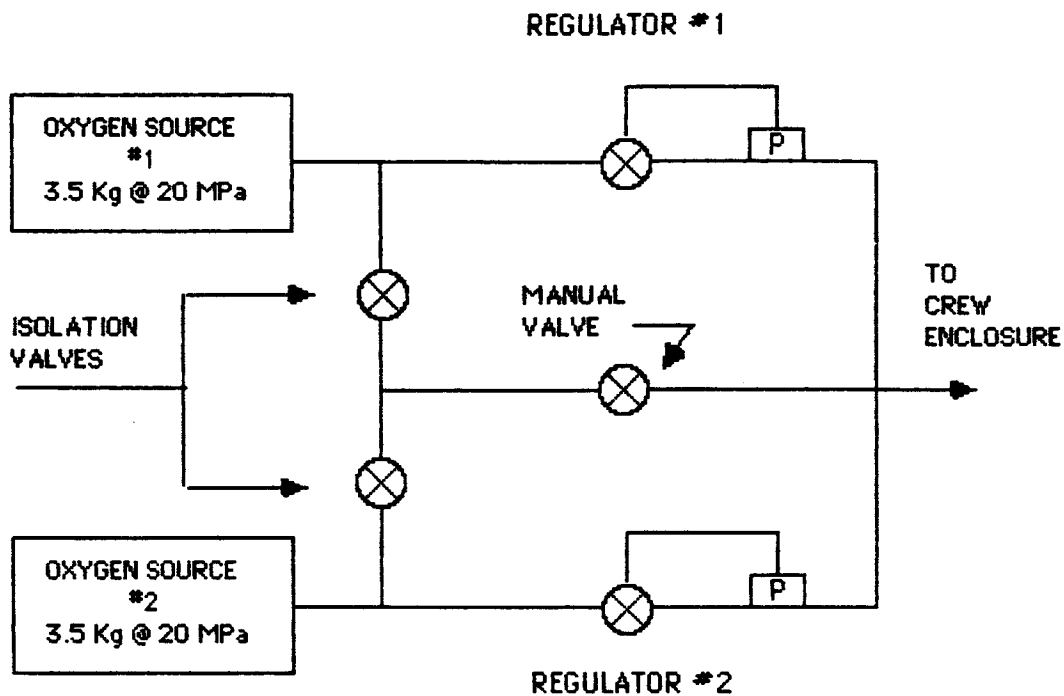 REGULATOR #1
OXYGEN SOURCE
#1
3.5 Kg @ 20 MPa
P
ISOLATION
VALVES
MANUAL
VALVE
TO
CREW
ENCLOSURE
OXYGEN SOURCE
#2
3.5 Kg @ 20 MPa
P
REGULATOR #2